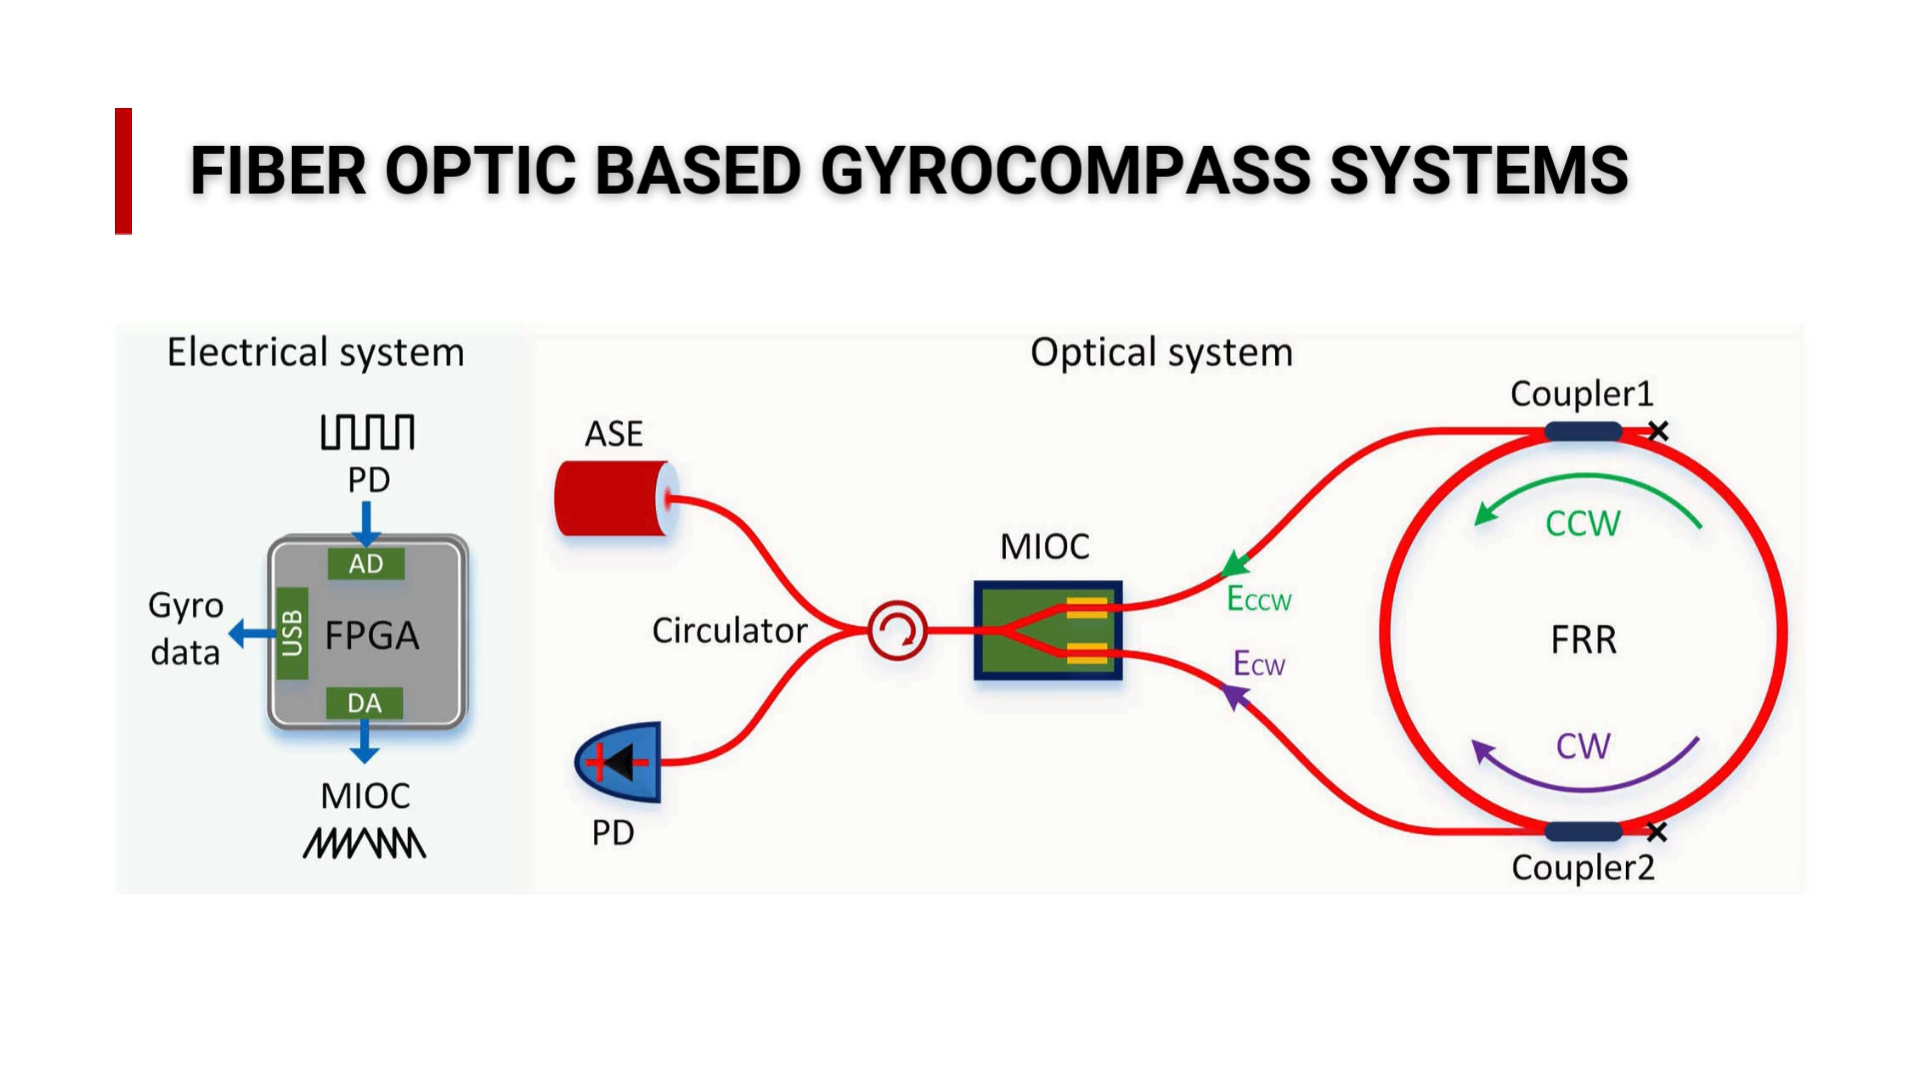 FIBER OPTIC BASED GYROCOMPASS SYSTEMS
Electrical system
PD
AD
Gyro
data
USB
FPGA
DA
MIOC
Optical system
ASE
Circulator
PD
MIOC
ECCW
ECW
Coupler1
CCW
FRR
CW
Coupler2